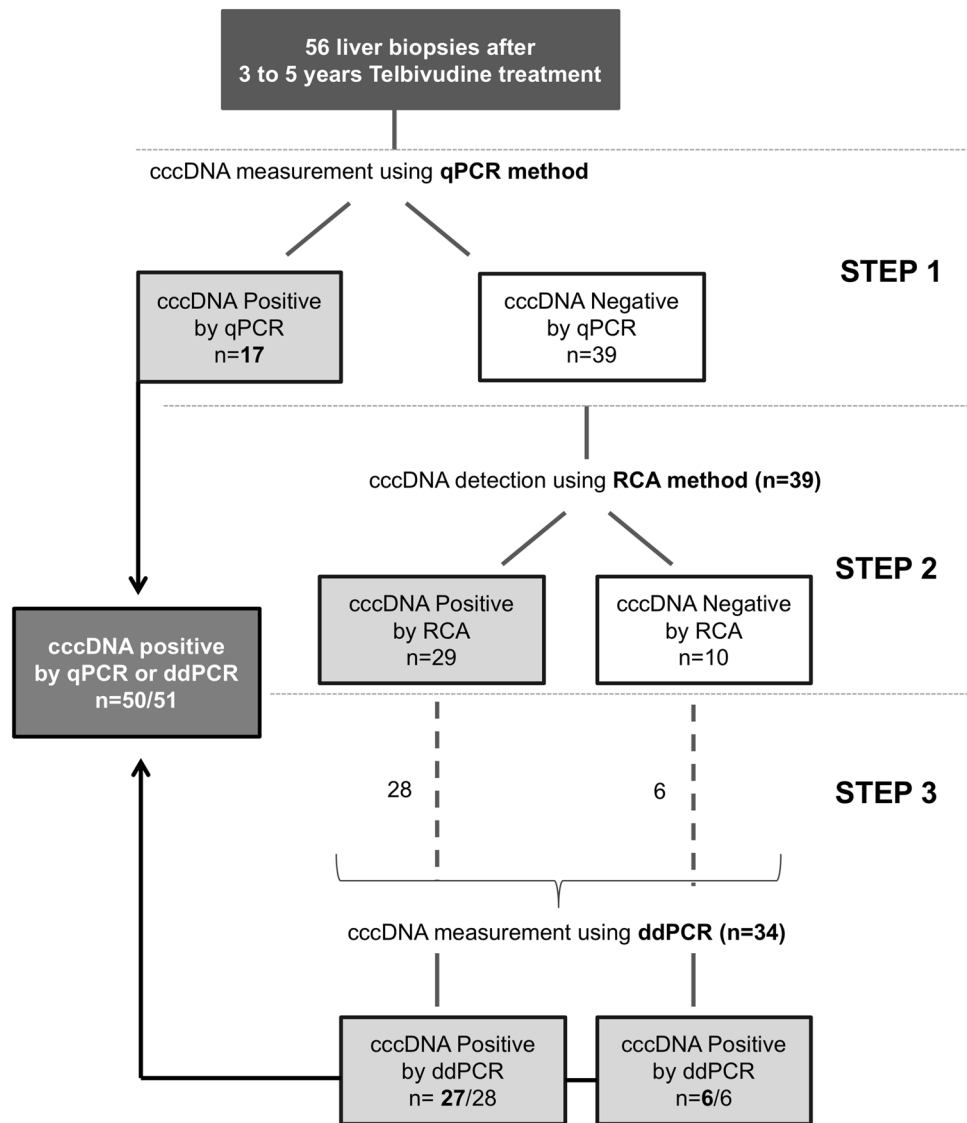 56 liver biopsies after
3 to 5 years Telbivudine treatment
cccDNA measurement using qPCR method
STEP 1
cccDNA Positive
by qPCR
n=17
cccDNA Negative
by qPCR
n=39
cccDNA detection using RCA method (n=39)
STEP 2
cccDNA Positive
by RCA
n=29
cccDNA Negative
by RCA
n=10
cccDNA positive
by qPCR or ddPCR
n=50/51
28
6
STEP 3
cccDNA measurement using ddPCR (n=34)
cccDNA Positive
by ddPCR
n= 27/28
cccDNA Positive
by ddPCR
n=6/6